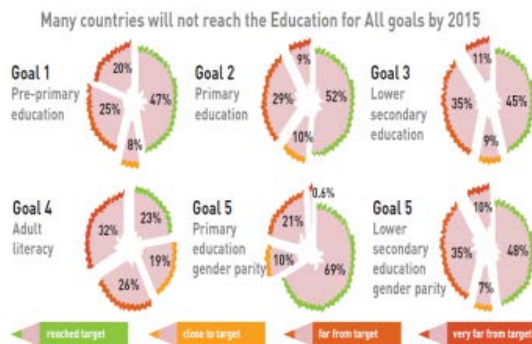 Many countries will not reach the Education for All goals by 2015
Goal 1
Pre-primary
education
20%
47%
25%
8%
Goal 2
Primary
education
9%
52%
29%
10%
Goal 3
Lower
secondary
education
11%
45%
35%
9%
Goal 4
Adult
literacy
32%
23%
19%
26%
Goal 5
Primary
education
gender parity
0.6%
21%
10%
69%
Goal 5
Lower
secondary
education
gender parity
10%
48%
35%
7%
reached target
close to target
far from target
very far from target